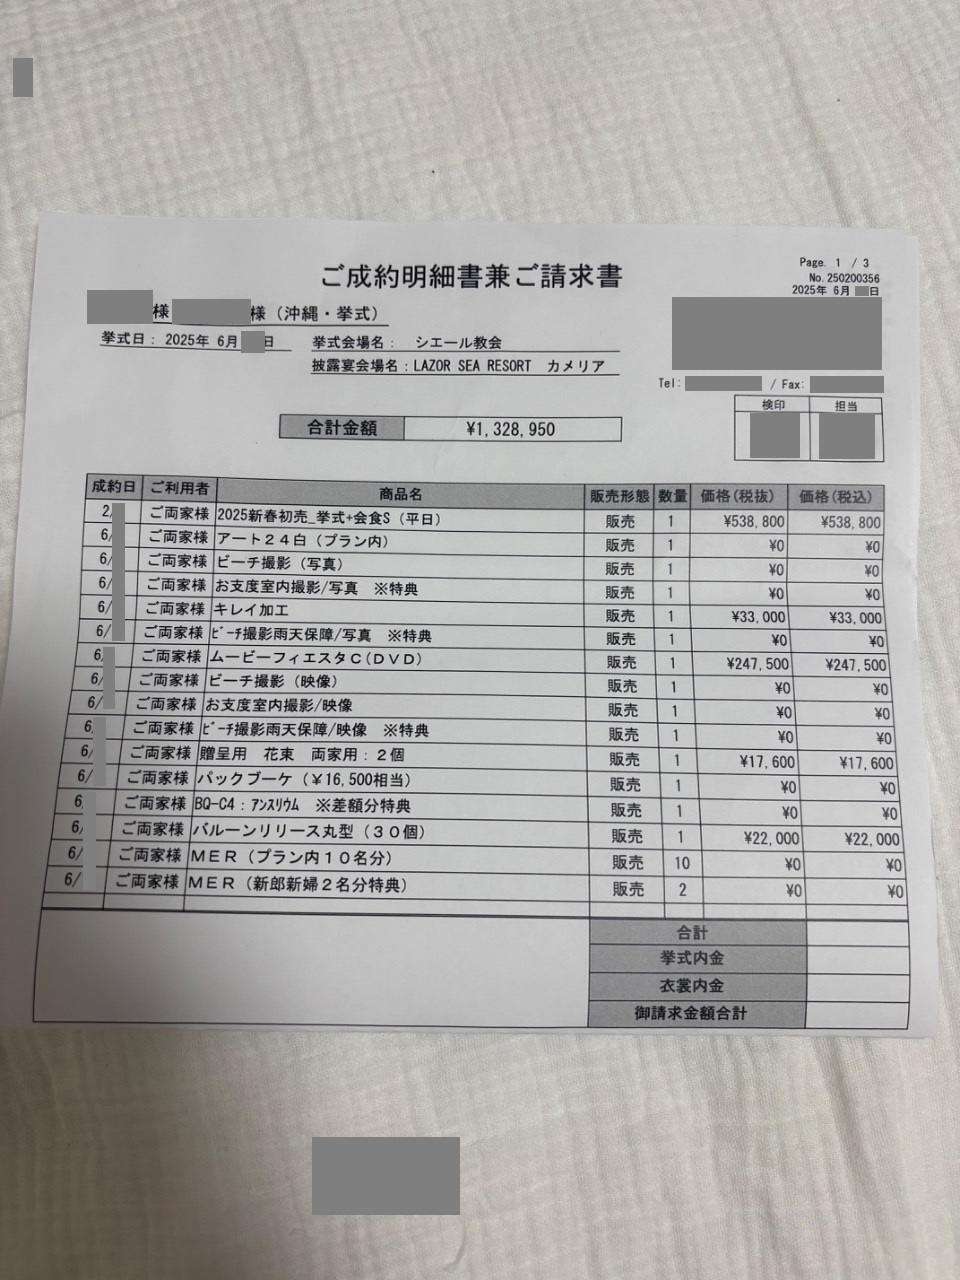 ご成約明細書兼ご請求書
Page. 1 / 3
No. 250200356
2025年 6月 日
様 様（沖縄・挙式）
挙式日： 2025年 6月 日
挙式会場名： シエール教会
披露宴会場名：LAZOR SEA RESORT カメリア
Tel: / Fax:
検印 担当
合計金額 ¥1,328,950
成約日 ご利用者 商品名 販売形態 数量 価格(税抜) 価格(税込)
2/ ご両家様 2025新春初売_挙式+会食S（平日） 販売 1 ¥538,800 ¥538,800
6/ ご両家様 アート２４白（プラン内） 販売 1 ¥0 ¥0
6/ ご両家様 ビーチ撮影（写真） 販売 1 ¥0 ¥0
6/ ご両家様 お支度室内撮影/写真 ※特典 販売 1 ¥0 ¥0
6/ ご両家様 キレイ加工 販売 1 ¥33,000 ¥33,000
6/ ご両家様 ﾋﾞｰﾁ撮影雨天保障/写真 ※特典 販売 1 ¥0 ¥0
6/ ご両家様 ムービーフィエスタＣ(ＤＶＤ) 販売 1 ¥247,500 ¥247,500
6/ ご両家様 ビーチ撮影（映像） 販売 1 ¥0 ¥0
6/ ご両家様 お支度室内撮影/映像 販売 1 ¥0 ¥0
6/ ご両家様 ﾋﾞｰﾁ撮影雨天保障/映像 ※特典 販売 1 ¥0 ¥0
6/ ご両家様 贈呈用 花束 両家用：２個 販売 1 ¥17,600 ¥17,600
6/ ご両家様 パックブーケ（￥16,500相当） 販売 1 ¥0 ¥0
6/ ご両家様 BQ-C4：ｱﾝｽﾘｳﾑ ※差額分特典 販売 1 ¥0 ¥0
6/ ご両家様 バルーンリリース丸型（３０個） 販売 1 ¥22,000 ¥22,000
6/ ご両家様 ＭＥＲ（プラン内１０名分） 販売 10 ¥0 ¥0
6/ ご両家様 ＭＥＲ（新郎新婦２名分特典） 販売 2 ¥0 ¥0
合計
挙式内金
衣裳内金
御請求金額合計